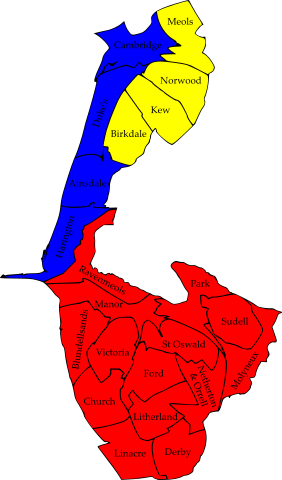 Meols
Cambridge
Norwood
Duke's
Kew
Birkdale
Ainsdale
Harington
Ravenmeols
Park
Manor
Sudell
Blundellsands
St Oswald
Victoria
Molyneux
Ford
Netherton
& Orrell
Church
Litherland
Linacre
Derby